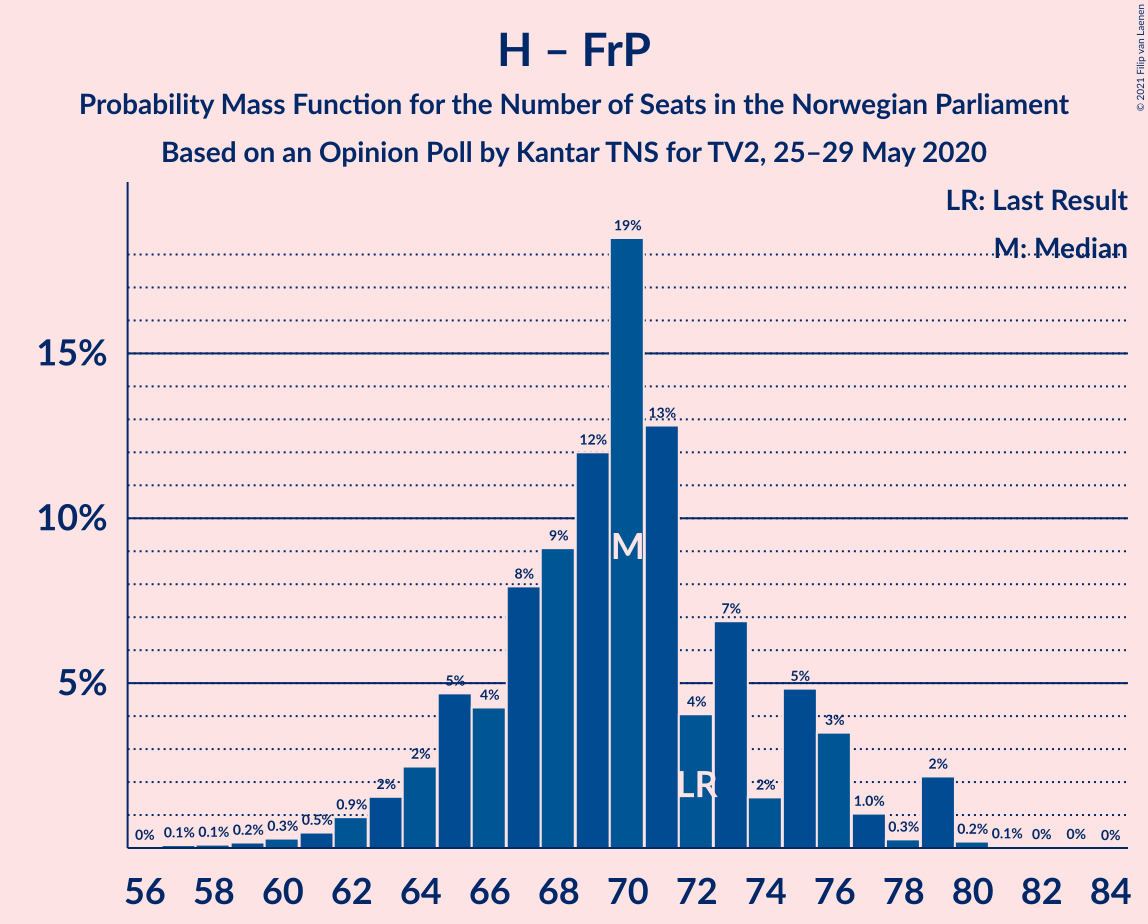 H – FrP
Probability Mass Function for the Number of Seats in the Norwegian Parliament
Based on an Opinion Poll by Kantar TNS for TV2, 25–29 May 2020
© 2021 Filip van Laenen
LR: Last Result
M: Median
15%
10%
5%
0% 0.1% 0.1% 0.2% 0.3% 0.5% 0.9% 2% 2% 5% 4% 8% 9% 12% 19% 13% 4% 7% 2% 5% 3% 1.0% 0.3% 2% 0.2% 0.1% 0% 0% 0%
M
LR
56 58 60 62 64 66 68 70 72 74 76 78 80 82 84